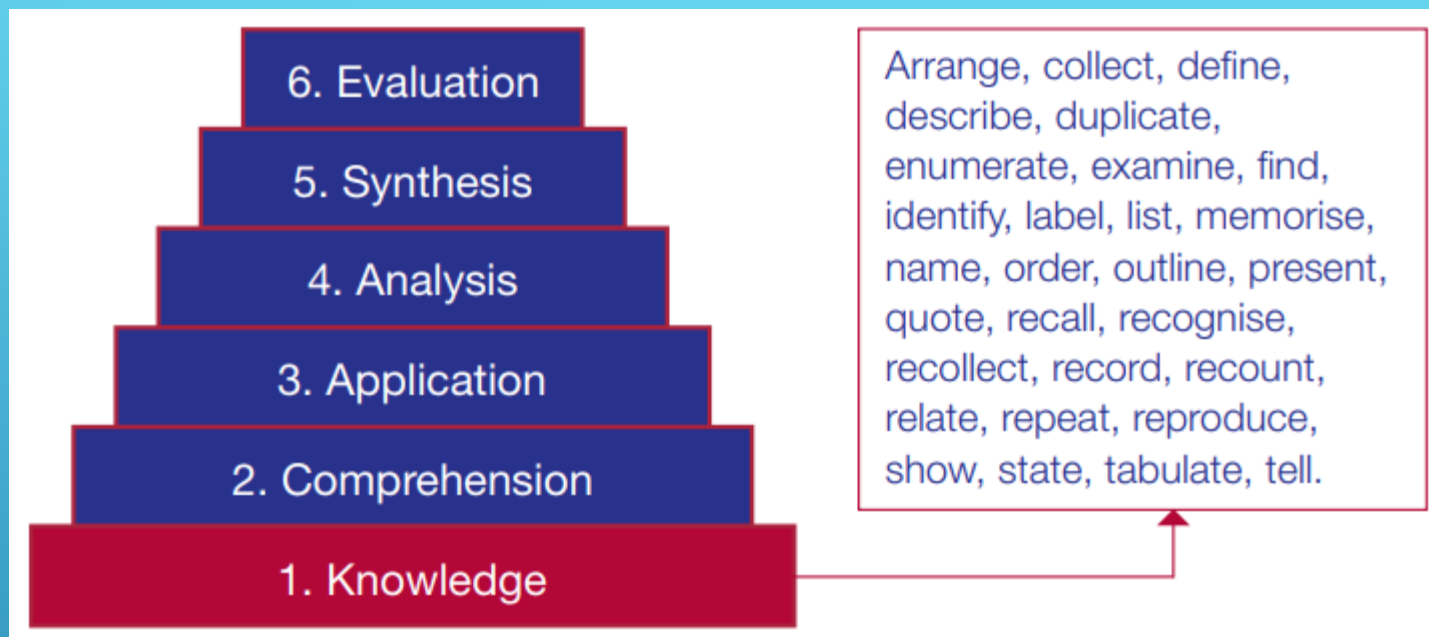 6. Evaluation
5. Synthesis
4. Analysis
3. Application
2. Comprehension
1. Knowledge
Arrange, collect, define,
describe, duplicate,
enumerate, examine, find,
identify, label, list, memorise,
name, order, outline, present,
quote, recall, recognise,
recollect, record, recount,
relate, repeat, reproduce,
show, state, tabulate, tell.